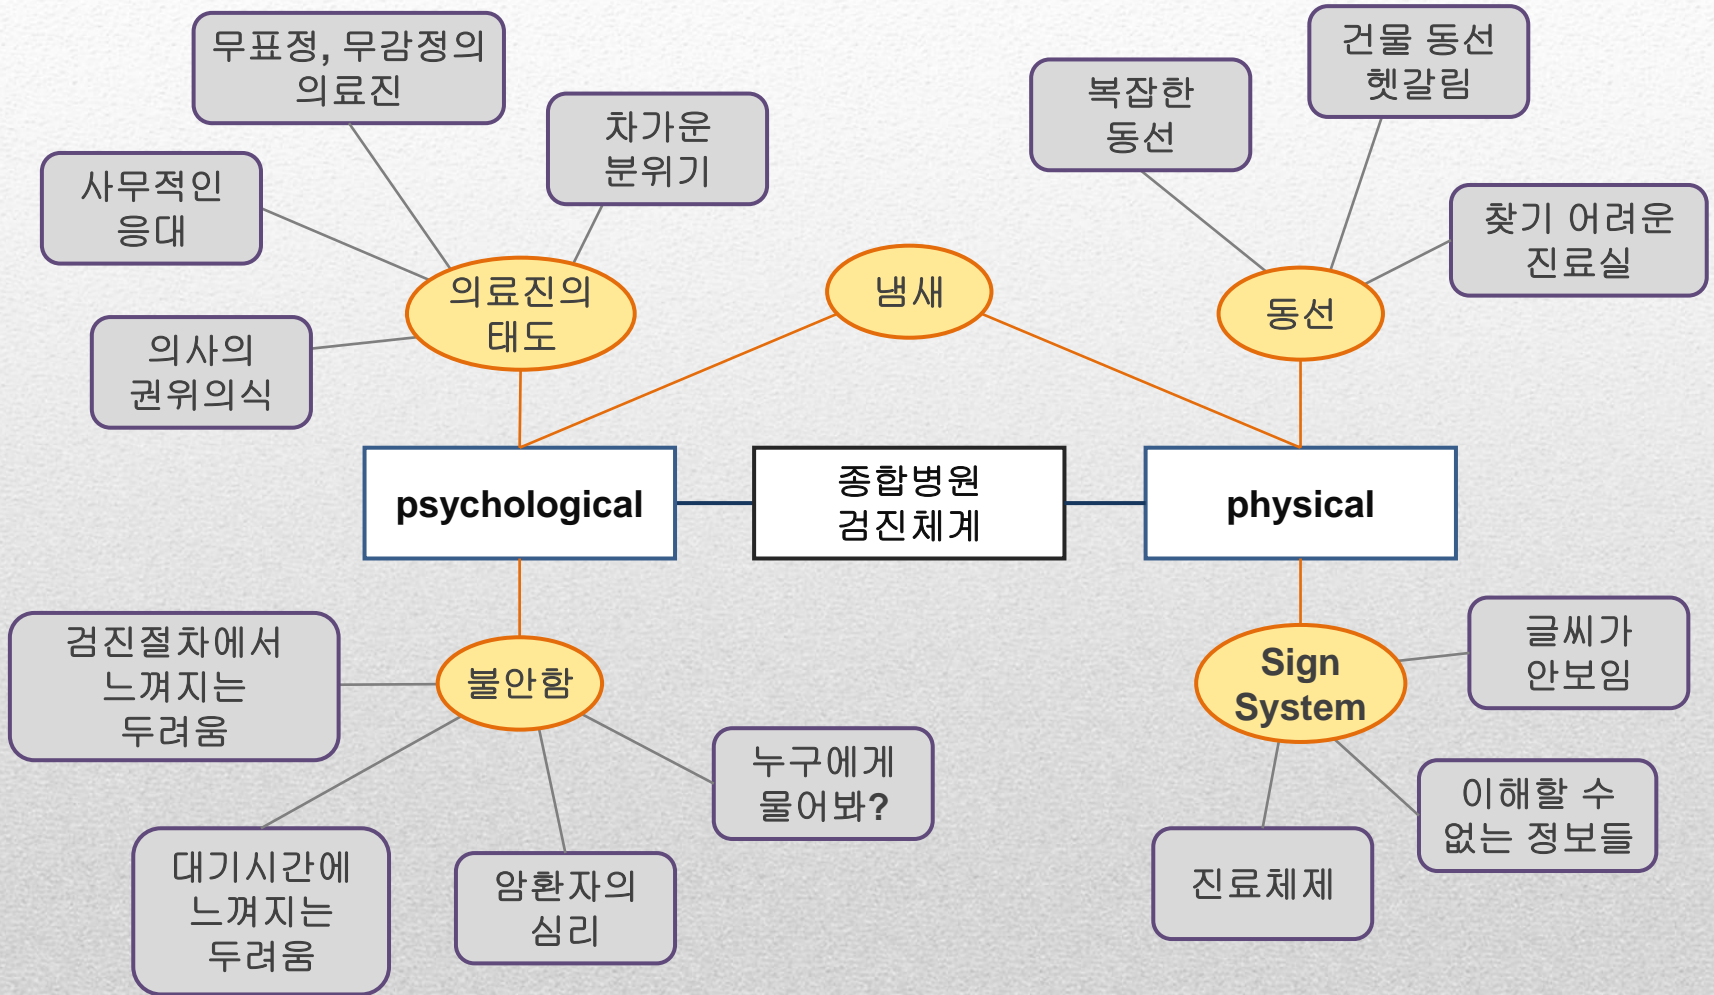 무표정, 무감정의
의료진
차가운
분위기
사무적인
응대
의사의
권위의식
의료진의
태도
냄새
건물 동선
헷갈림
복잡한
동선
찾기 어려운
진료실
동선
psychological
종합병원
검진체계
physical
검진절차에서
느껴지는
두려움
불안함
누구에게
물어봐?
대기시간에
느껴지는
두려움
암환자의
심리
Sign
System
글씨가
안보임
이해할 수
없는 정보들
진료체제